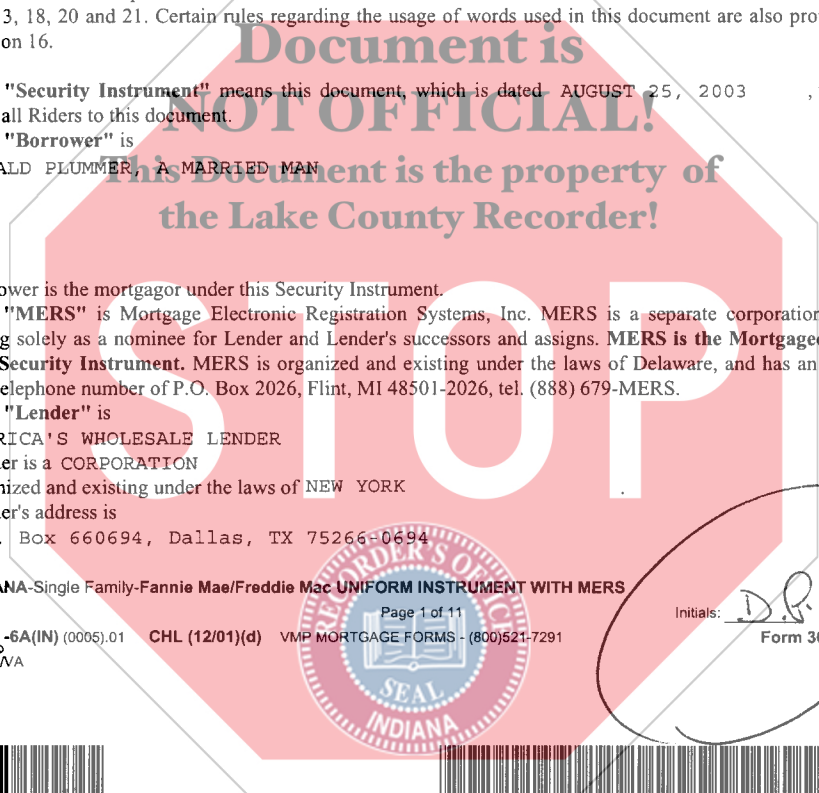 3, 18, 20 and 21. Certain rules regarding the usage of words used in this document are also pro
on 16.
Document is
"Security Instrument" means this document, which is dated AUGUST 25, 2003 ,
all Riders to this document.
NOT OFFICIAL!
"Borrower" is
ALD PLUMMER, A MARRIED MAN
This Document is the property of
the Lake County Recorder!
ower is the mortgagor under this Security Instrument.
"MERS" is Mortgage Electronic Registration Systems, Inc. MERS is a separate corporation
g solely as a nominee for Lender and Lender's successors and assigns. MERS is the Mortgagee
Security Instrument. MERS is organized and existing under the laws of Delaware, and has an
elephone number of P.O. Box 2026, Flint, MI 48501-2026, tel. (888) 679-MERS.
STOP
"Lender" is
RICA'S WHOLESALE LENDER
er is a CORPORATION
nized and existing under the laws of NEW YORK
er's address is
. Box 660694, Dallas, TX 75266-0694
RECORDER'S OFFICE
ANA-Single Family-Fannie Mae/Freddie Mac UNIFORM INSTRUMENT WITH MERS
Page 1 of 11
Initials: D.P.
-6A(IN) (0005).01 CHL (12/01)(d) VMP MORTGAGE FORMS - (800)521-7291
Form 30
VA
SEAL
INDIANA